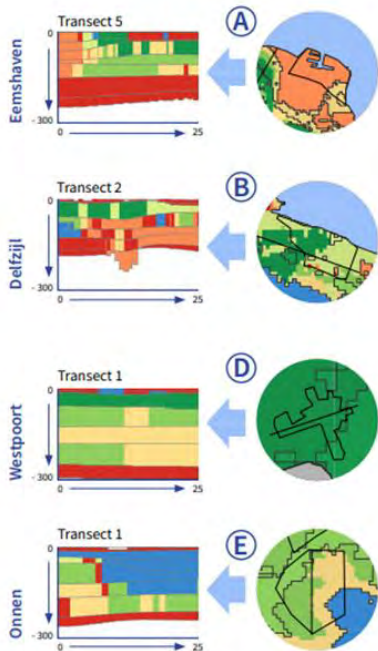 Transect 5
A
Eemshaven
0
- 300
0
25
Transect 2
B
Delfzijl
0
- 300
0
25
Transect 1
D
Westpoort
0
- 300
0
25
Transect 1
E
Onnen
0
- 300
0
25